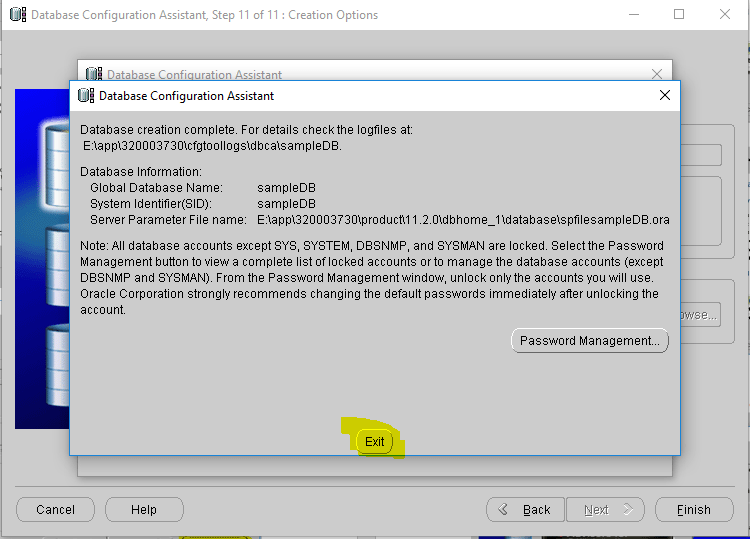 Database Configuration Assistant, Step 11 of 11 : Creation Options
Database Configuration Assistant
Database Configuration Assistant
Database creation complete. For details check the logfiles at:
E:\app\320003730\cfgtoollogs\dbca\sampleDB.
Database Information:
Global Database Name: sampleDB
System Identifier(SID): sampleDB
Server Parameter File name: E:\app\320003730\product\11.2.0\dbhome_1\database\spfilesampleDB.ora
Note: All database accounts except SYS, SYSTEM, DBSNMP, and SYSMAN are locked. Select the Password
Management button to view a complete list of locked accounts or to manage the database accounts (except
DBSNMP and SYSMAN). From the Password Management window, unlock only the accounts you will use.
Oracle Corporation strongly recommends changing the default passwords immediately after unlocking the
account.
Password Management...
Exit
Cancel Help Back Next Finish